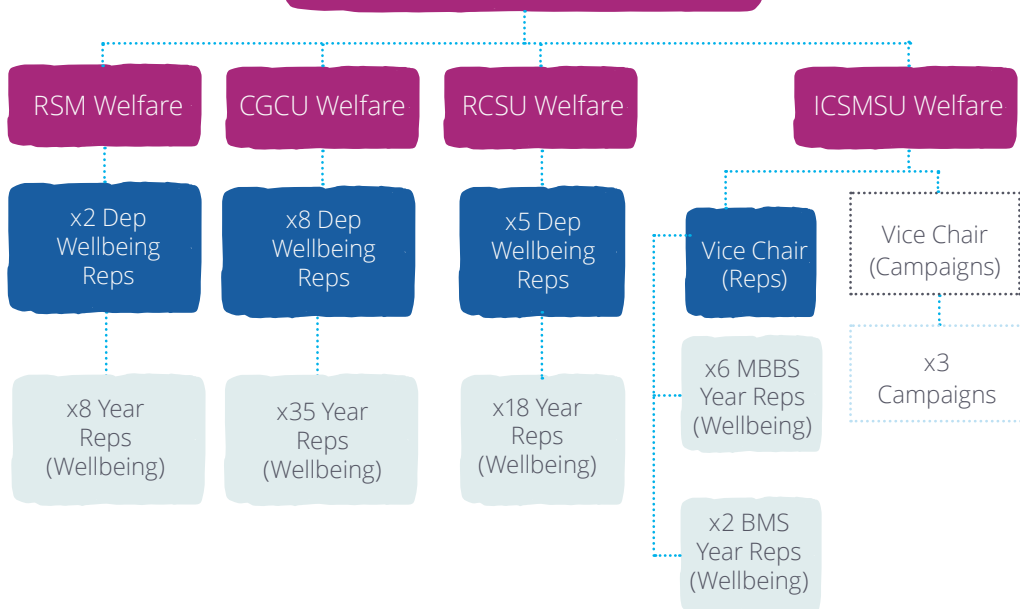 RSM Welfare
CGCU Welfare
RCSU Welfare
ICSMSU Welfare
x2 Dep
Wellbeing
Reps
x8 Dep
Wellbeing
Reps
x5 Dep
Wellbeing
Reps
Vice Chair
(Reps)
Vice Chair
(Campaigns)
x8 Year
Reps
(Wellbeing)
x35 Year
Reps
(Wellbeing)
x18 Year
Reps
(Wellbeing)
x6 MBBS
Year Reps
(Wellbeing)
x3
Campaigns
x2 BMS
Year Reps
(Wellbeing)